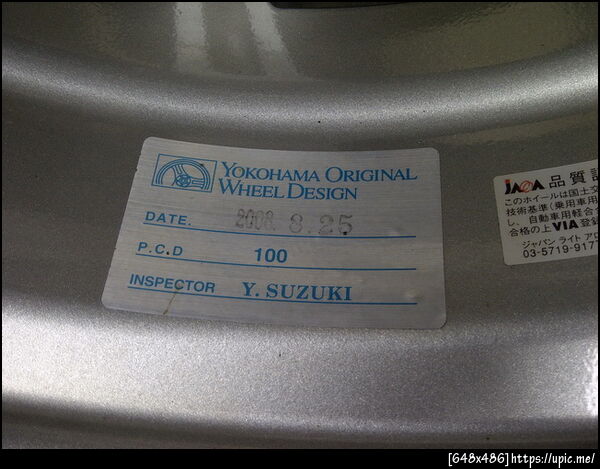 YOKOHAMA ORIGINAL
WHEEL DESIGN
DATE. 2008. 8. 25
P.C.D 100
INSPECTOR Y. SUZUKI
JAWA 品質
このホイールは国土交
技術基準(乗用車用
し、自動車用軽合
合格の上VIA登録
ジャパン ライト アロ
03-5719-917
[648x486]https://upic.me/